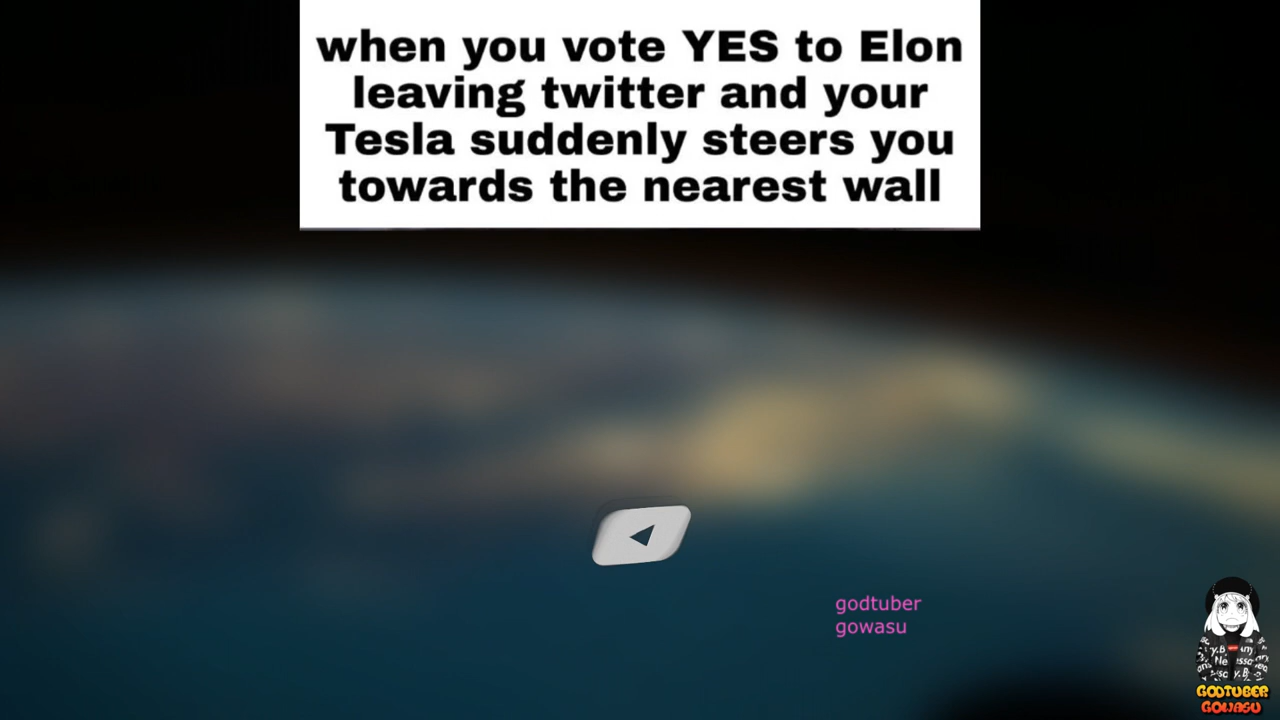 when you vote YES to Elon
leaving twitter and your
Tesla suddenly steers you
towards the nearest wall
godtuber
gowasu
GODTUBER
GOWASU